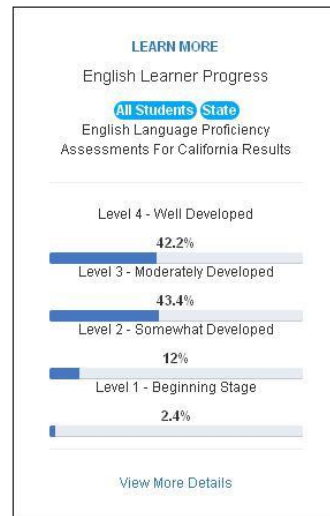 LEARN MORE
English Learner Progress
All Students State
English Language Proficiency
Assessments For California Results
Level 4 - Well Developed
42.2%
Level 3 - Moderately Developed
43.4%
Level 2 - Somewhat Developed
12%
Level 1 - Beginning Stage
2.4%
View More Details